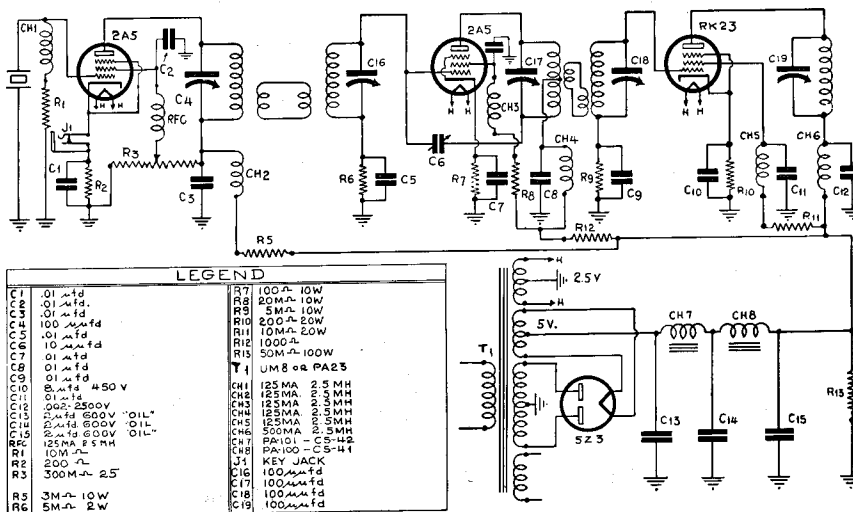 CH1
2A5
C2
C4
R1
RFC
J1
C1
R2
R3
H H
C3
CH2
R5
C16
R6
C5
2A5
H H
C6
CH3
C17
CH4
R7
C7
R8
C8
R9
C9
C18
R12
RK23
H H
C19
CH5
CH6
C10
R10
C11
C12
R11
H
2.5V
H
5V.
T1
5Z3
CH7
CH8
C13
C14
C15
R13
LEGEND
C1 .01 µfd
C2 .01 µfd.
C3 .01 µfd
C4 100 µµfd
C5 .01 µfd
C6 10 µµfd
C7 .01 µfd
C8 .01 µfd
C9 .01 µfd
C10 8 µfd 450V
C11 .01 µfd
C12 .002-2500V
C13 2 µfd 600V "OIL"
C14 2 µfd 600V "OIL
C15 2 µfd 600V "OIL"
RFC 125MA 2.5MH
R1 10M Ω
R2 200 Ω
R3 300M Ω 25
R5 3M Ω 10W
R6 5M Ω 2W
R7 100 Ω 10W
R8 20M Ω 10W
R9 5M Ω 10W
R10 200 Ω 20W
R11 10M Ω 20W
R12 1000 Ω
R13 50M Ω 100W
T1 UM8 OR PA23
CH1 125MA 2.5MH
CH2 125MA. 2.5MH
CH3 125MA 2.5MH
CH4 125MA 2.5MH
CH5 125MA 2.5MH
CH6 500MA 2.5MH
CH7 PA101 - CS-42
CH8 PA100 - CS-41
J1 KEY JACK
C16 100 µµfd
C17 100 µµfd
C18 100 µµfd
C19 100 µµfd